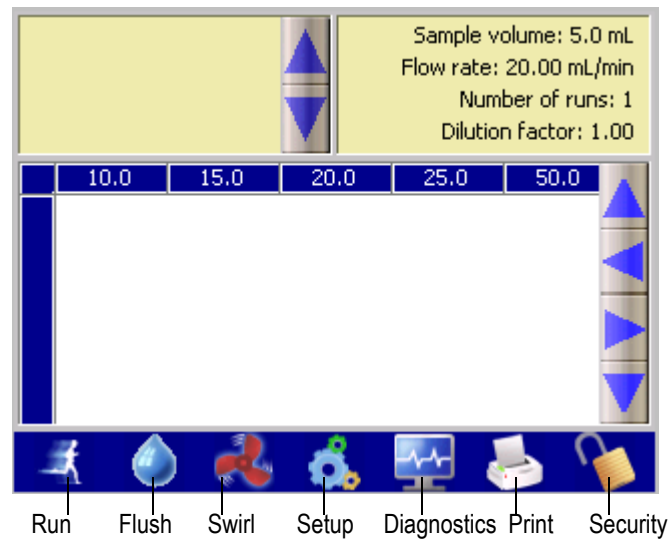 Sample volume: 5.0 mL
Flow rate: 20.00 mL/min
Number of runs: 1
Dilution factor: 1.00
10.0 15.0 20.0 25.0 50.0
Run Flush Swirl Setup Diagnostics Print Security